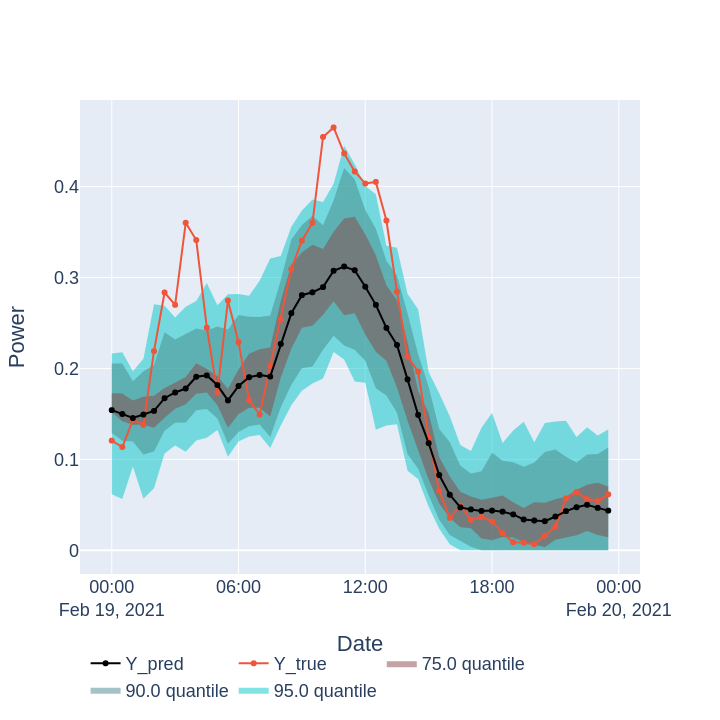 0.4
0.3
0.2
0.1
0
Power
00:00 06:00 12:00 18:00 00:00
Feb 19, 2021 Feb 20, 2021
Date
Y_pred Y_true 75.0 quantile
90.0 quantile 95.0 quantile